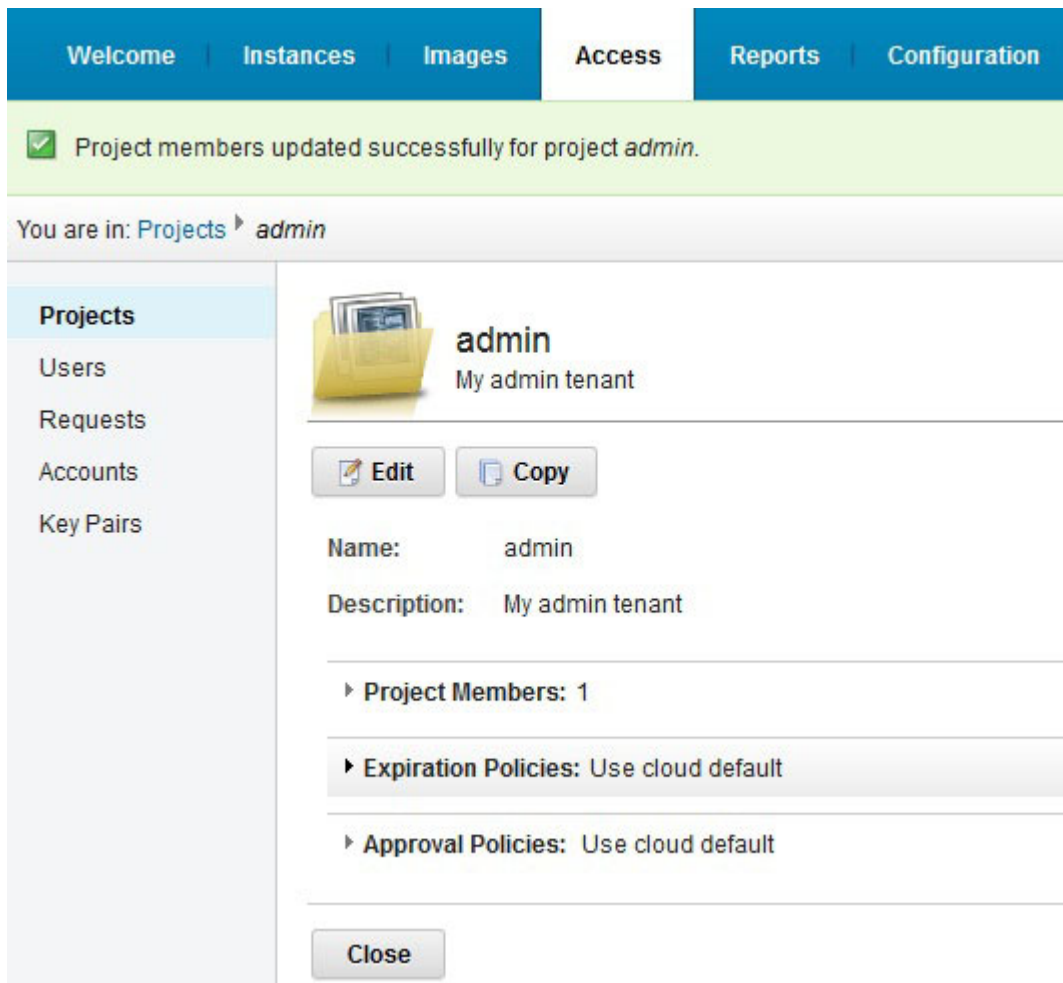 Welcome Instances Images Access Reports Configuration
Project members updated successfully for project admin.
You are in: Projects admin
Projects
Users
Requests
Accounts
Key Pairs
admin
My admin tenant
Edit Copy
Name: admin
Description: My admin tenant
Project Members: 1
Expiration Policies: Use cloud default
Approval Policies: Use cloud default
Close